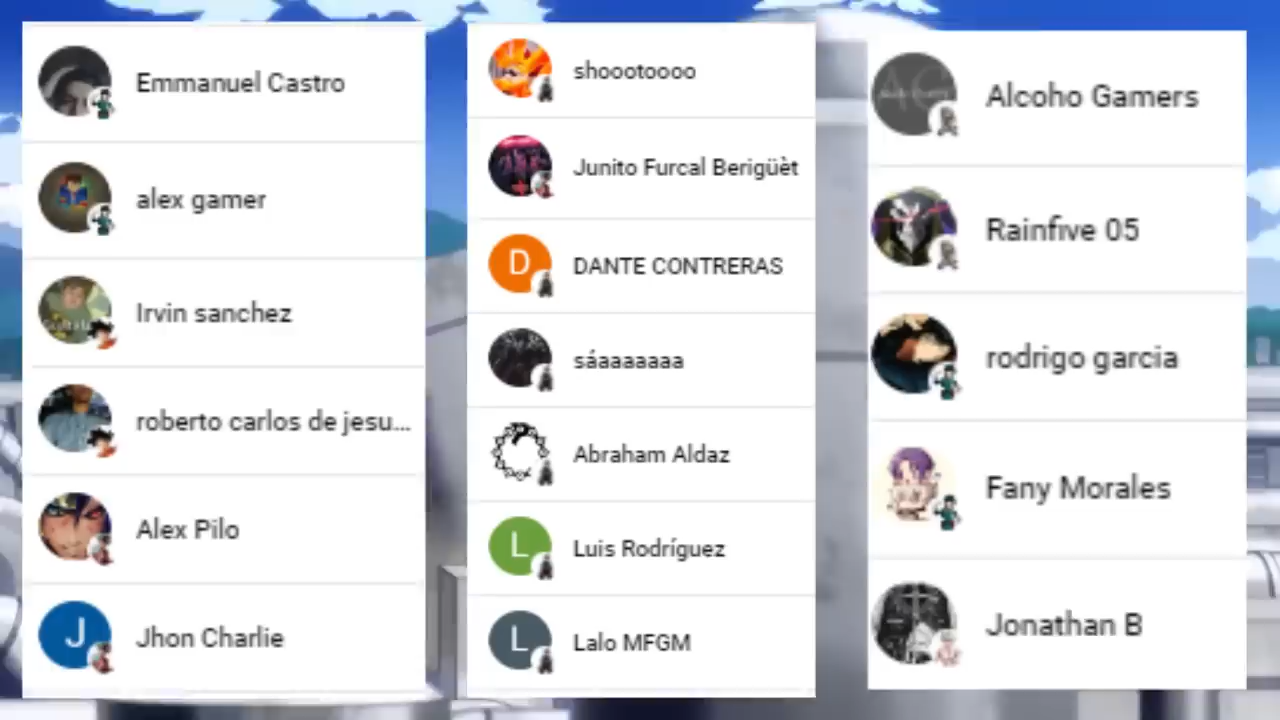 Emmanuel Castro
alex gamer
Irvin sanchez
roberto carlos de jesu...
Alex Pilo
J
Jhon Charlie
shoootoooo
Junito Furcal Berigüèt
D
DANTE CONTRERAS
sáaaaaaaa
Abraham Aldaz
L
Luis Rodríguez
L
Lalo MFGM
AG
Alcoho Gamers
Rainfive 05
rodrigo garcia
Fany Morales
Jonathan B